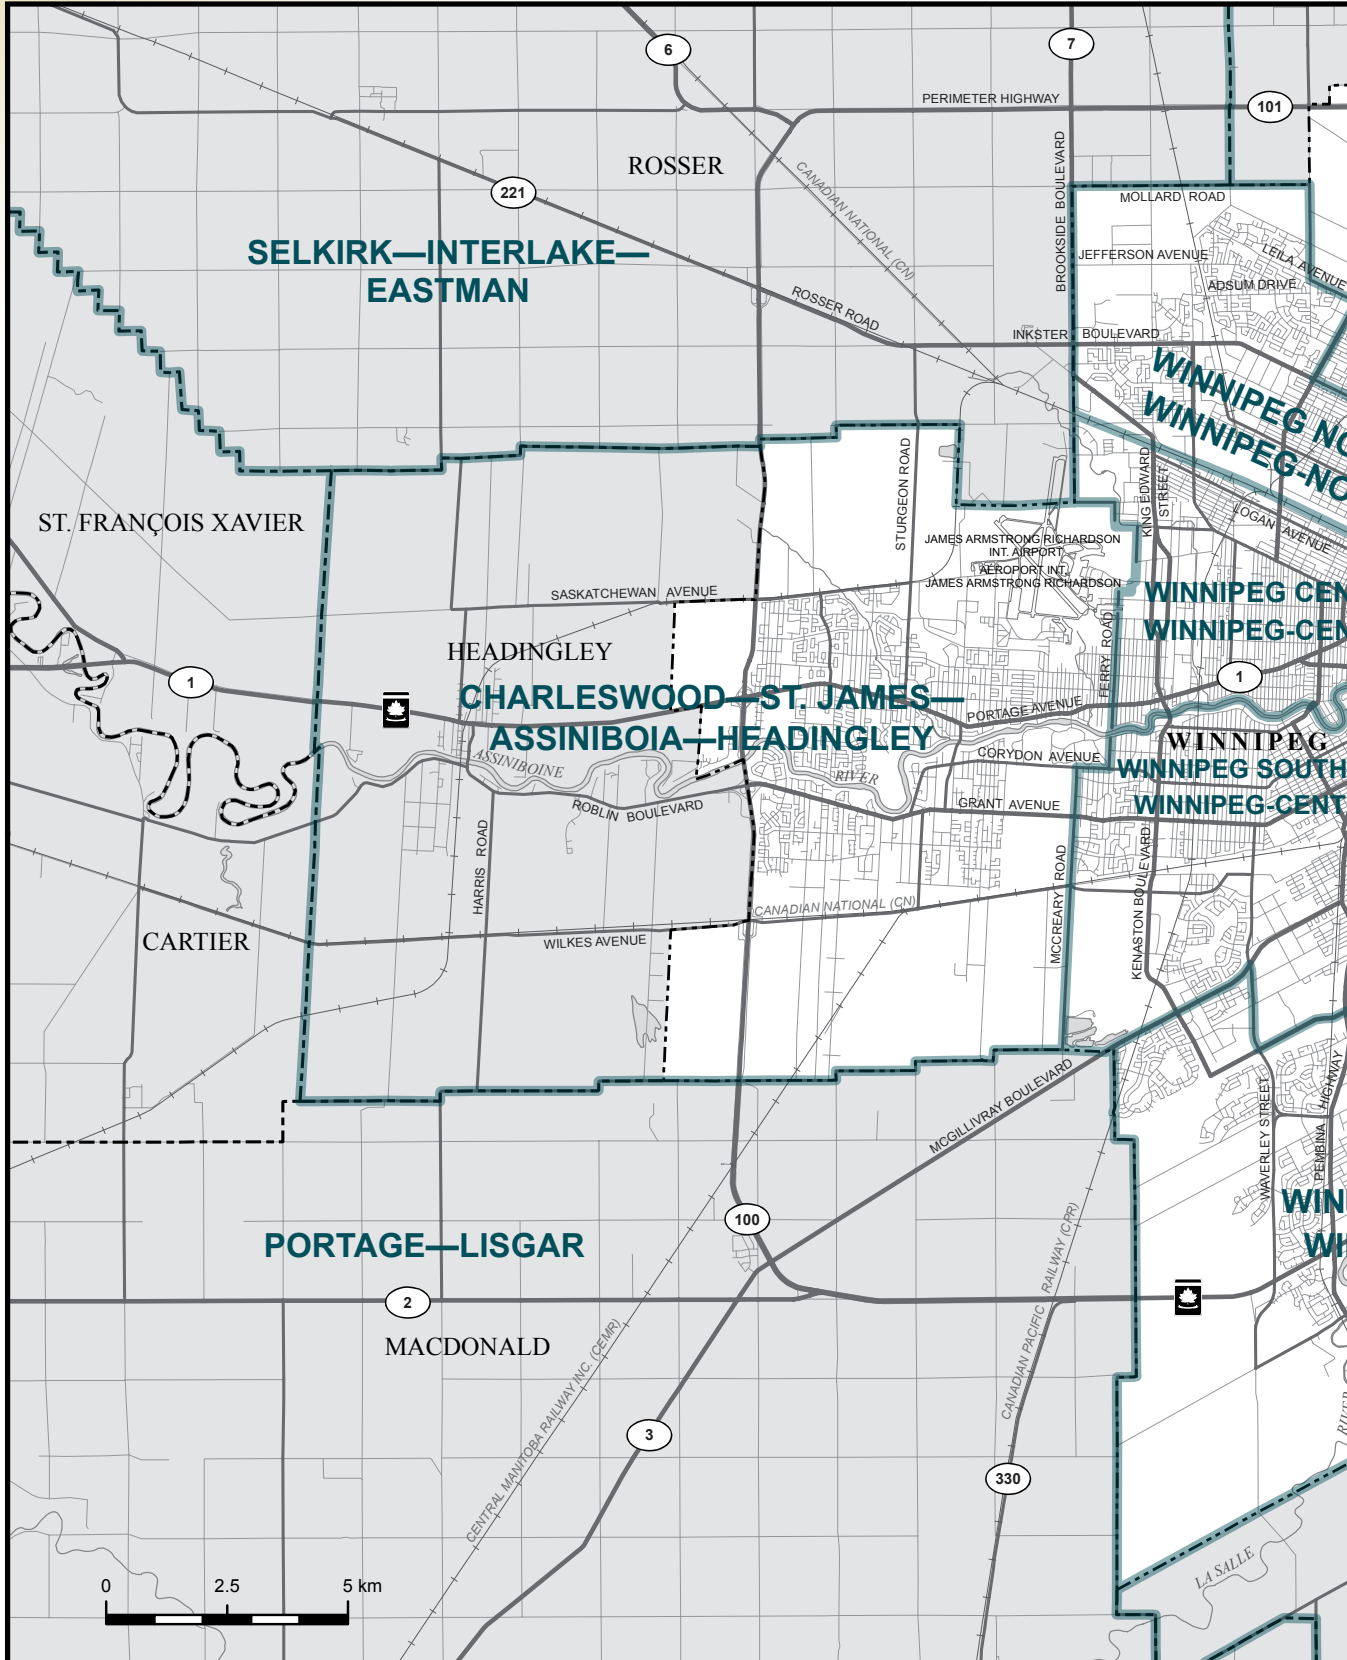 6
7
PERIMETER HIGHWAY
101
ROSSER
CANADIAN NATIONAL (CN)
BROOKSIDE BOULEVARD
221
MOLLARD ROAD
SELKIRK—INTERLAKE—
EASTMAN
JEFFERSON AVENUE
LEILA AVENUE
ADSUM DRIVE
ROSSER ROAD
INKSTER BOULEVARD
WINNIPEG NO
WINNIPEG-NO
STURGEON ROAD
KING EDWARD
STREET
LOGAN AVENUE
ST. FRANÇOIS XAVIER
JAMES ARMSTRONG RICHARDSON
INT. AIRPORT
AÉROPORT INT.
JAMES ARMSTRONG RICHARDSON
SASKATCHEWAN AVENUE
WINNIPEG CEN
WINNIPEG-CEN
FERRY ROAD
HEADINGLEY
1
1
CHARLESWOOD—ST. JAMES—
ASSINIBOIA—HEADINGLEY
PORTAGE AVENUE
WINNIPEG
CORYDON AVENUE
ASSINIBOINE
RIVER
WINNIPEG SOUTH
WINNIPEG-CENT
ROBLIN BOULEVARD
GRANT AVENUE
HARRIS ROAD
MCCREARY ROAD
KENASTON BOULEVARD
CANADIAN NATIONAL (CN)
CARTIER
WILKES AVENUE
MCGILLIVRAY BOULEVARD
WAVERLEY STREET
PEMBINA HIGHWAY
WIN
WI
100
PORTAGE—LISGAR
CANADIAN PACIFIC RAILWAY (CPR)
2
MACDONALD
CENTRAL MANITOBA RAILWAY INC. (CEMR)
3
330
RIVER
LA SALLE
0 2.5 5 km